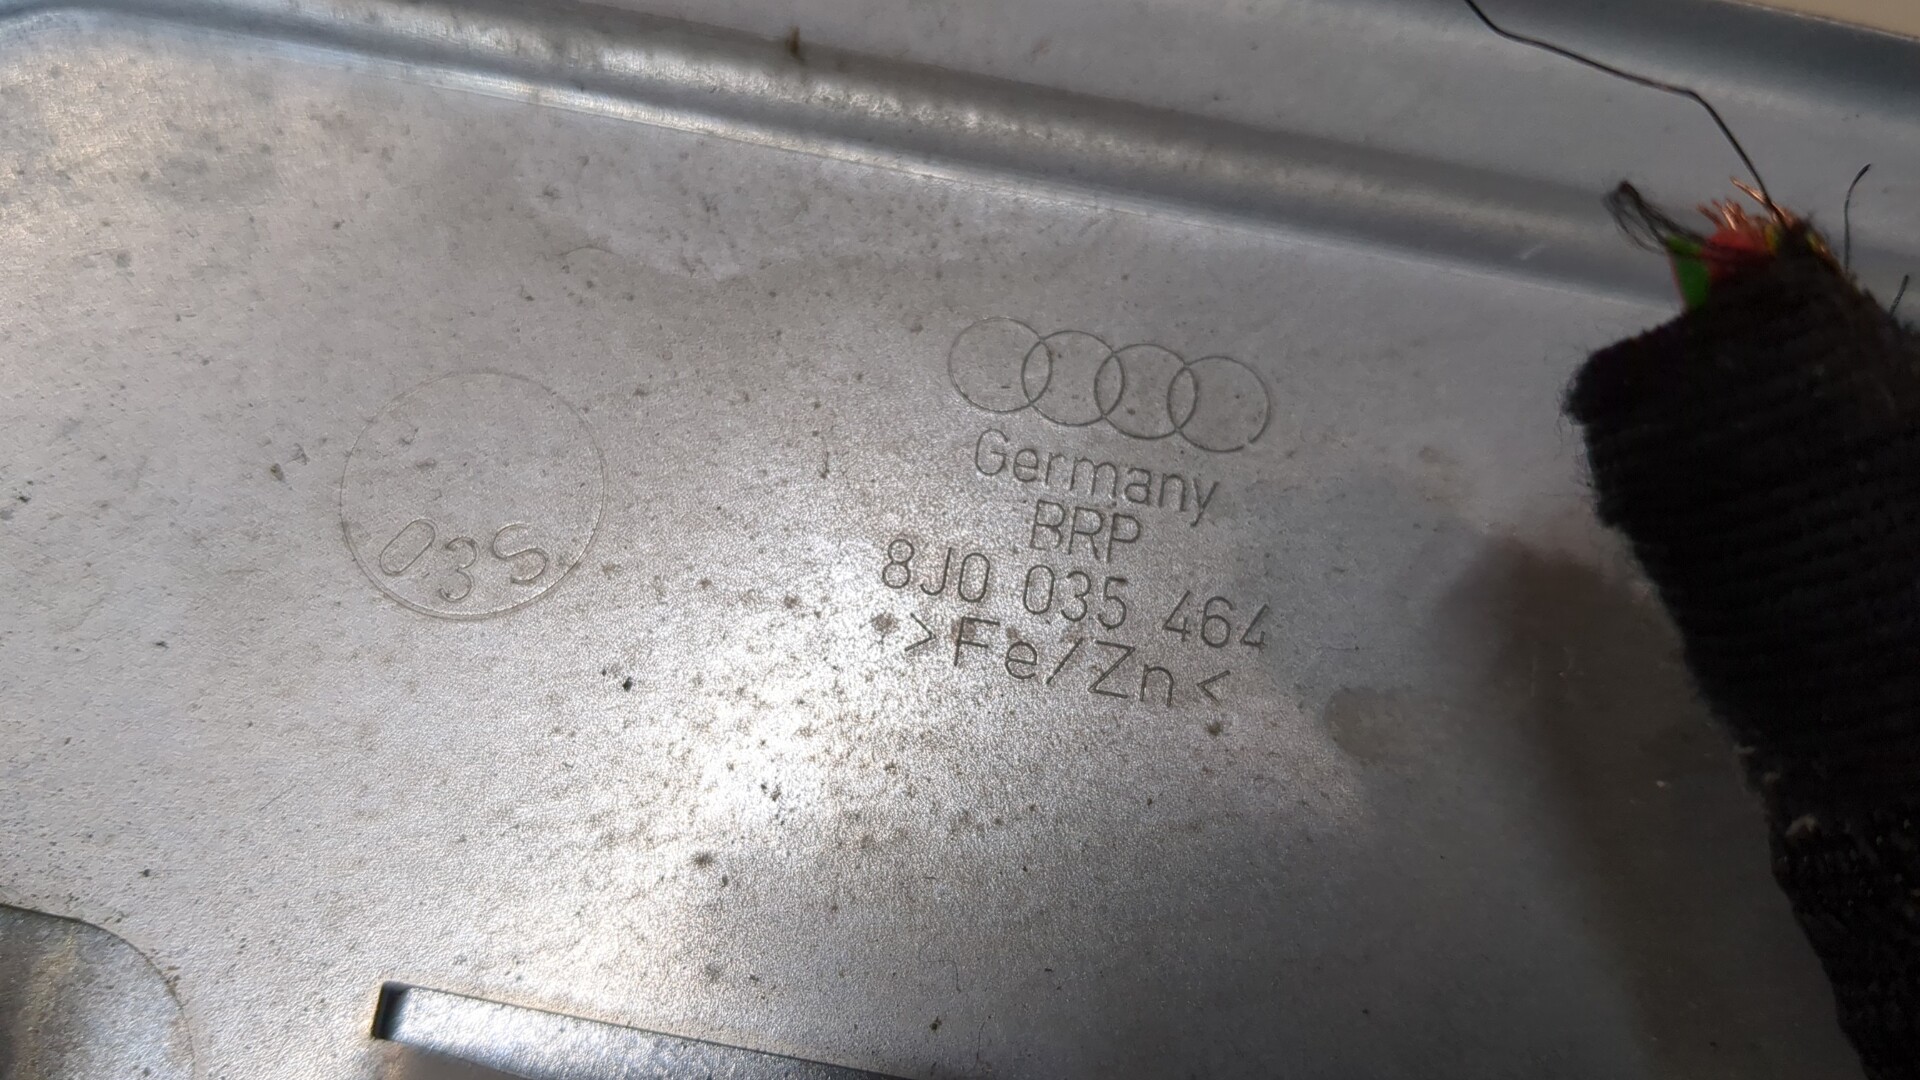 Germany
BRP
8J0 035 464
>Fe/Zn<
03S